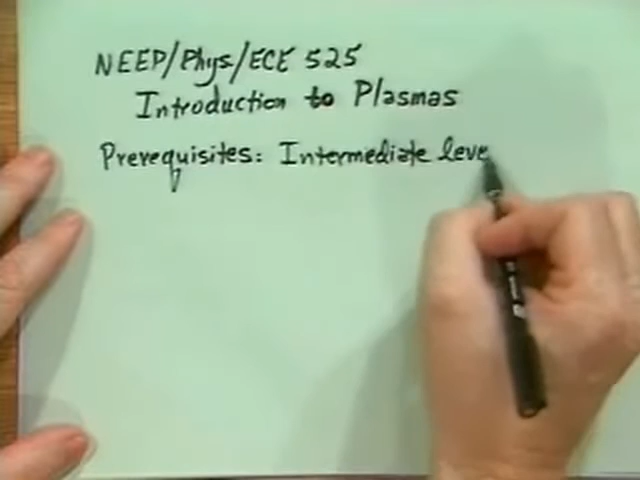 NEEP/Phys/ECE 525
Introduction to Plasmas
Prerequisites: Intermediate leve